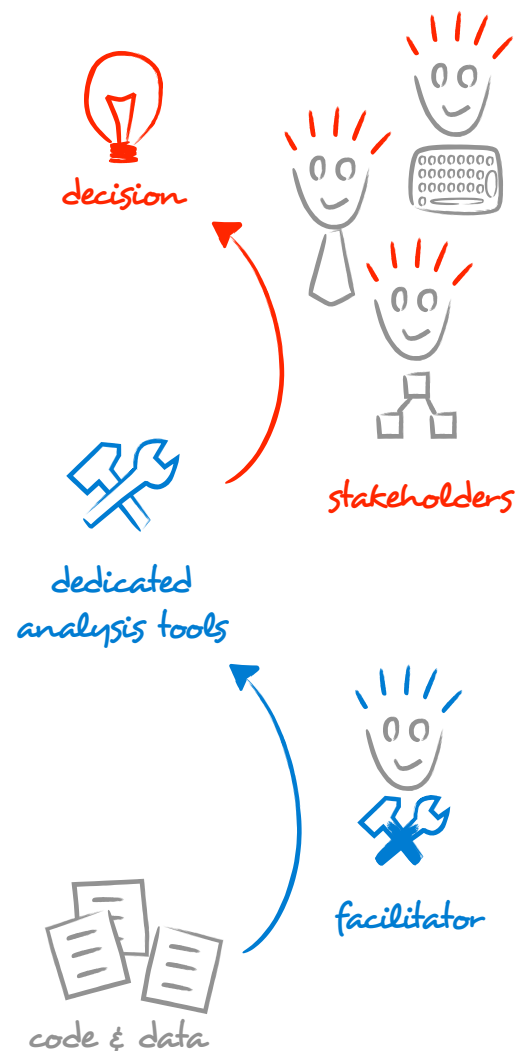 decision
stakeholders
dedicated
analysis tools
facilitator
code & data